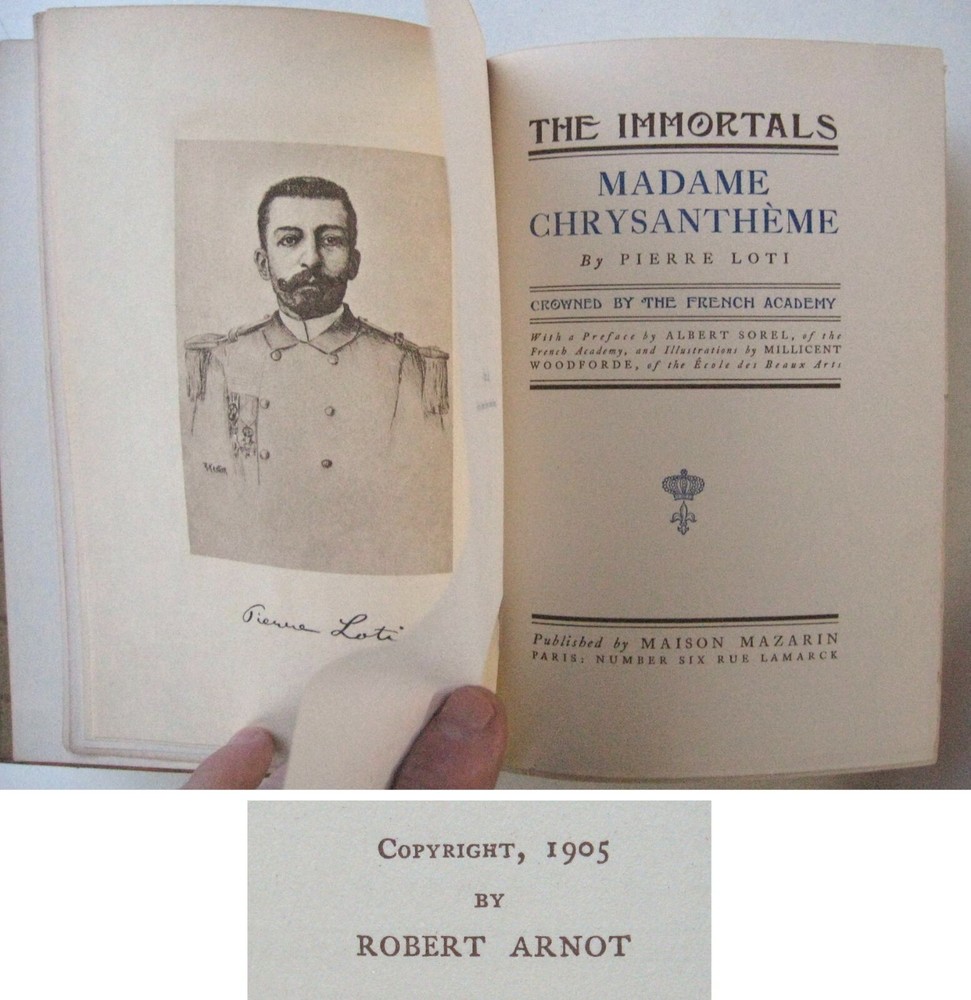 Pierre Loti
THE IMMORTALS
MADAME
CHRYSANTHÈME
By PIERRE LOTI
CROWNED BY THE FRENCH ACADEMY
With a Preface by ALBERT SOREL, of the
French Academy, and Illustrations by MILLICENT
WOODFORDE, of the École des Beaux Arts
Published by MAISON MAZARIN
PARIS: NUMBER SIX RUE LAMARCK
COPYRIGHT, 1905
BY
ROBERT ARNOT